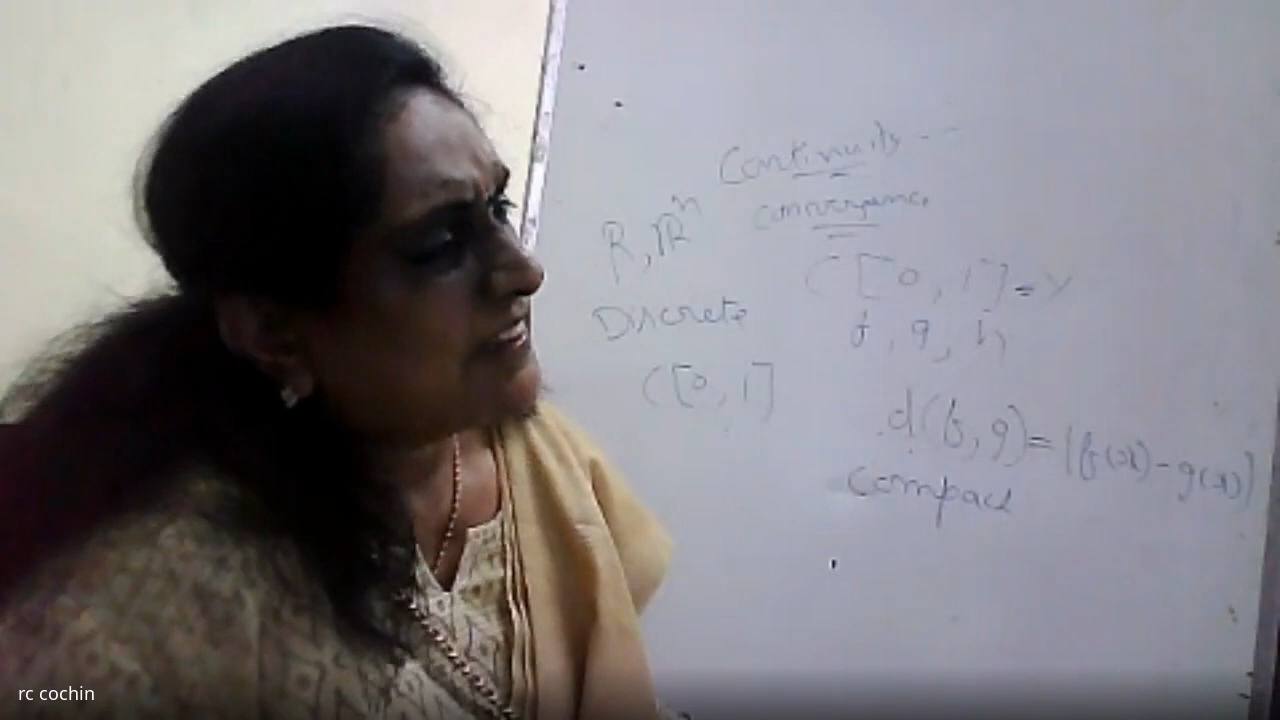 Continuity --
convergence
R, R^n
C[0,1] = X
Discrete
f, g, h
C[0,1]
d(f,g) = |f(x) - g(x)|
Compact
rc cochin